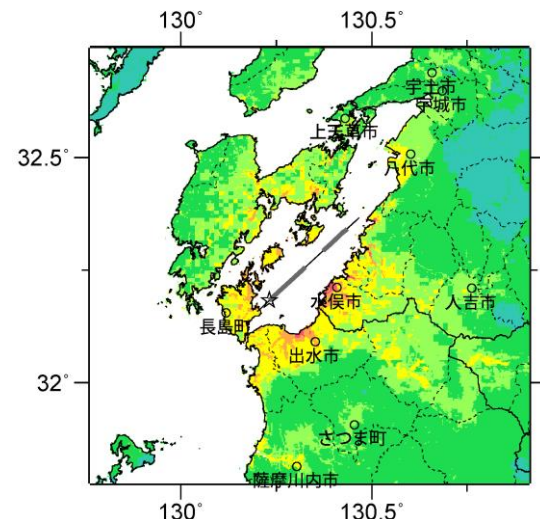 130° 130.5°
宇土市
宇城市
上天草市
32.5°
八代市
水俣市
人吉市
長島町
出水市
32°
さつま町
薩摩川内市
130° 130.5°